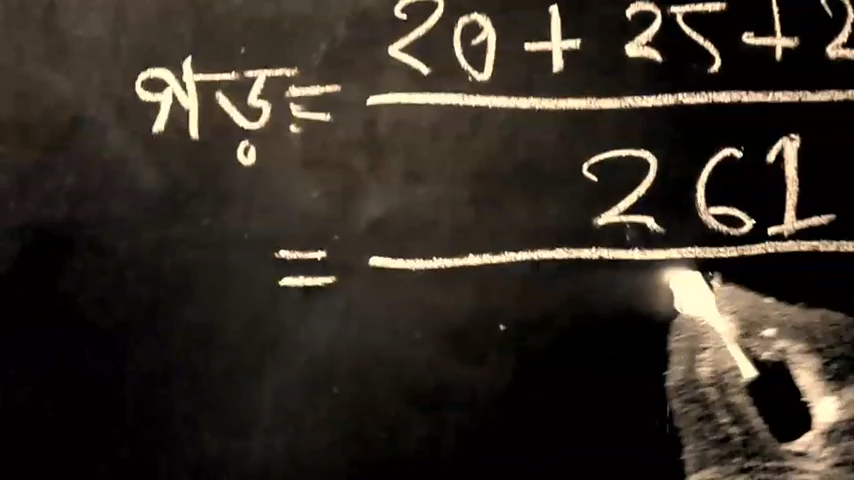 গড় = 20 + 25 + 2
= 261